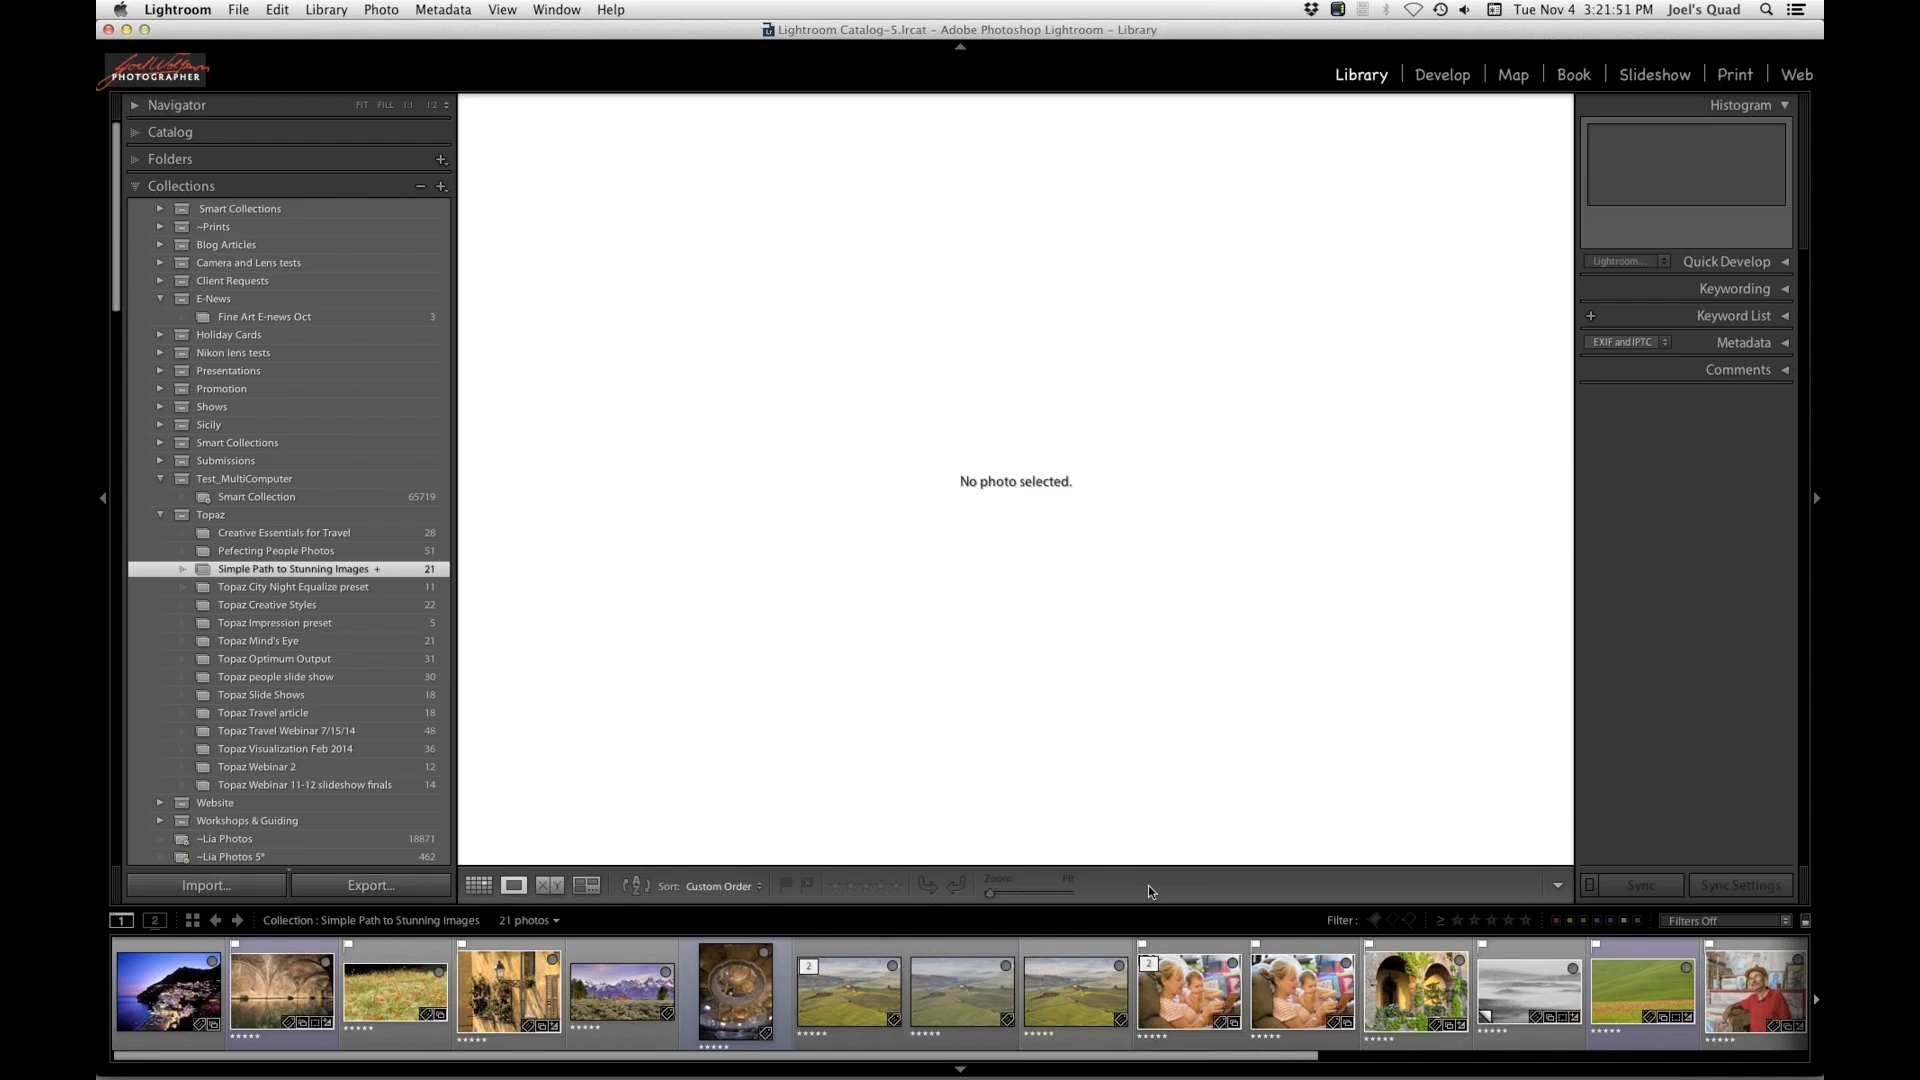 Lightroom File Edit Library Photo Metadata View Window Help Tue Nov 4 3:21:51 PM Joel's Quad
Lightroom Catalog-5.lrcat - Adobe Photoshop Lightroom - Library
PHOTOGRAPHER
Library Develop Map Book Slideshow Print Web
Navigator FIT FILL 1:1 1:2
Histogram
Catalog
Folders
Collections
Smart Collections
~Prints
Blog Articles
Camera and Lens tests
Client Requests
E-News
Fine Art E-news Oct 3
Holiday Cards
Nikon lens tests
Presentations
Promotion
Shows
Sicily
Smart Collections
Submissions
Test_MultiComputer
Smart Collection 65719
Topaz
Creative Essentials for Travel 28
Pefecting People Photos 51
Simple Path to Stunning Images + 21
Topaz City Night Equalize preset 11
Topaz Creative Styles 22
Topaz Impression preset 5
Topaz Mind's Eye 21
Topaz Optimum Output 31
Topaz people slide show 30
Topaz Slide Shows 18
Topaz Travel article 18
Topaz Travel Webinar 7/15/14 48
Topaz Visualization Feb 2014 36
Topaz Webinar 2 12
Topaz Webinar 11-12 slideshow finals 14
Website
Workshops & Guiding
~Lia Photos 18871
~Lia Photos 5* 462
Import... Export...
No photo selected.
Lightroom... Quick Develop
Keywording
Keyword List
EXIF and IPTC Metadata
Comments
Sort: Custom Order Zoom Fit
Sync Sync Settings
1 2 Collection : Simple Path to Stunning Images 21 photos Filter : Filters Off
2
2